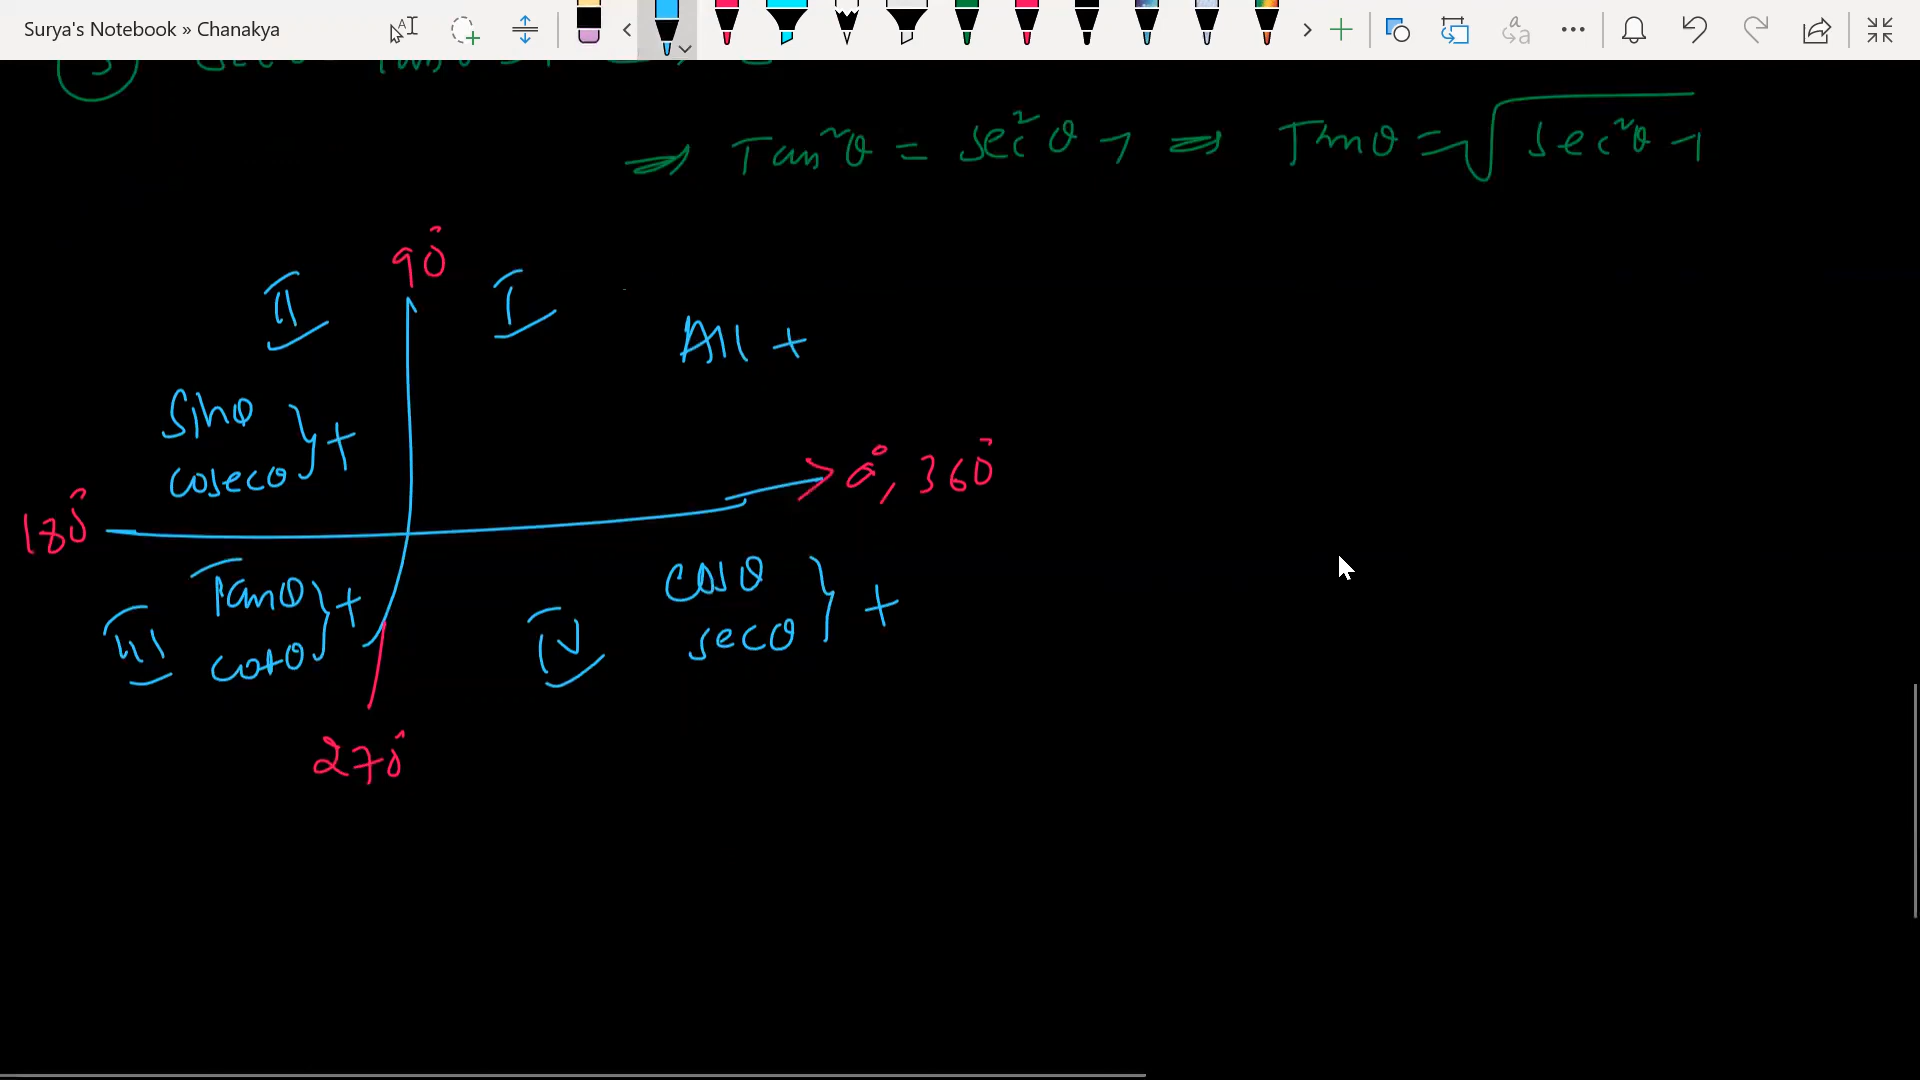 Surya's Notebook » Chanakya
⇒ Tan²θ = sec²θ -1 ⇒ Tanθ = √sec²θ -1
90°
II
I
All +
sinθ
cosecθ } +
0°, 360°
180°
Tanθ
cotθ } +
III
cosθ
secθ } +
IV
270°